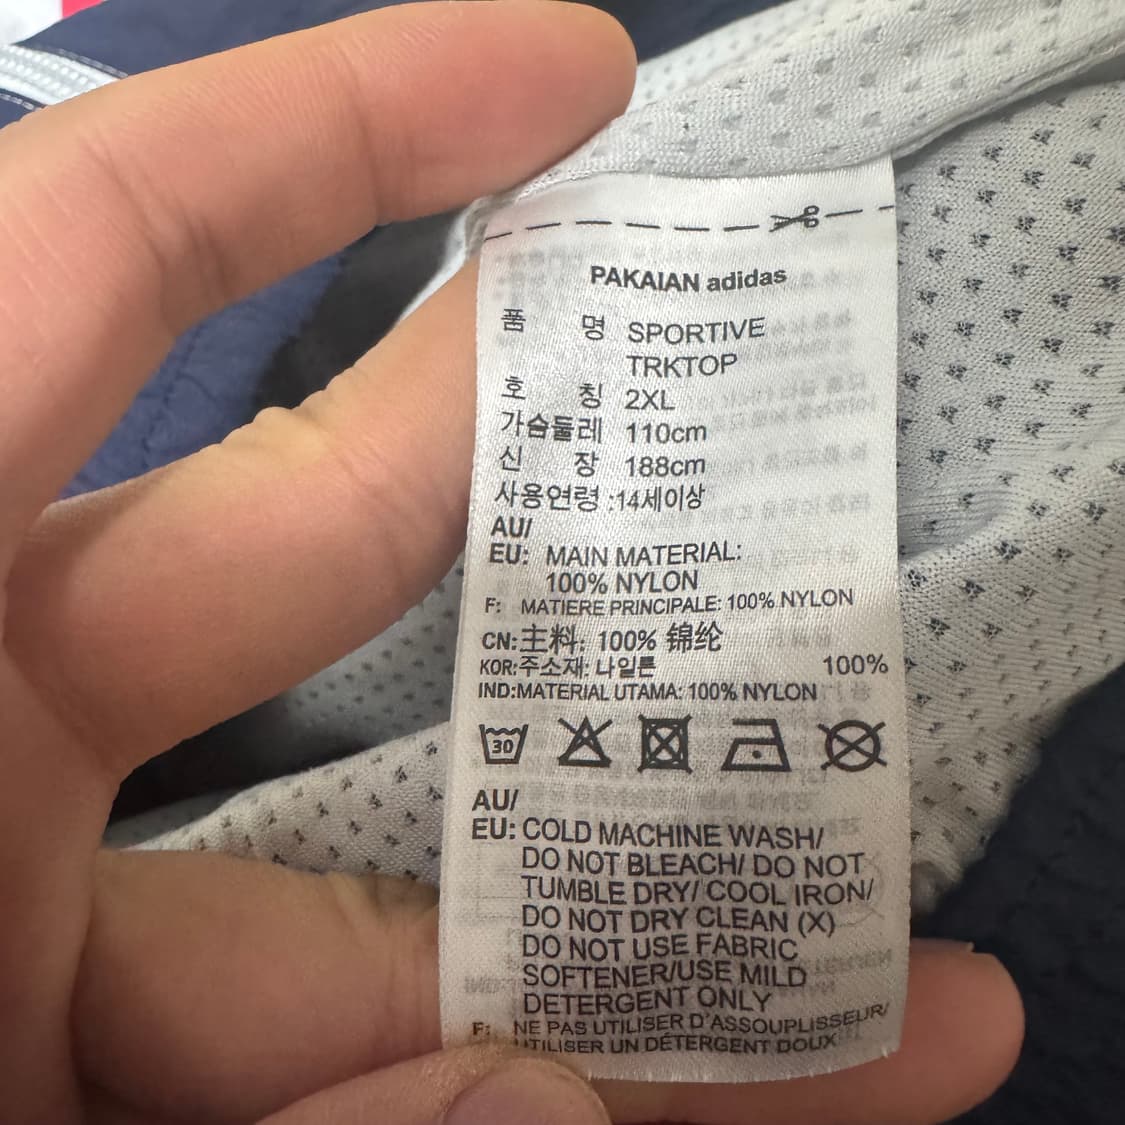 PAKAIAN adidas
품 명 SPORTIVE
TRKTOP
호 칭 2XL
가슴둘레 110cm
신 장 188cm
사용연령 :14세이상
AU/
EU: MAIN MATERIAL:
100% NYLON
F: MATIERE PRINCIPALE: 100% NYLON
CN:主料: 100% 锦纶
KOR:주소재: 나일론 100%
IND:MATERIAL UTAMA: 100% NYLON
30
AU/
EU: COLD MACHINE WASH/
DO NOT BLEACH/ DO NOT
TUMBLE DRY/ COOL IRON/
DO NOT DRY CLEAN (X)
DO NOT USE FABRIC
SOFTENER/USE MILD
DETERGENT ONLY
F: NE PAS UTILISER D'ASSOUPLISSEUR/
UTILISER UN DÉTERGENT DOUX